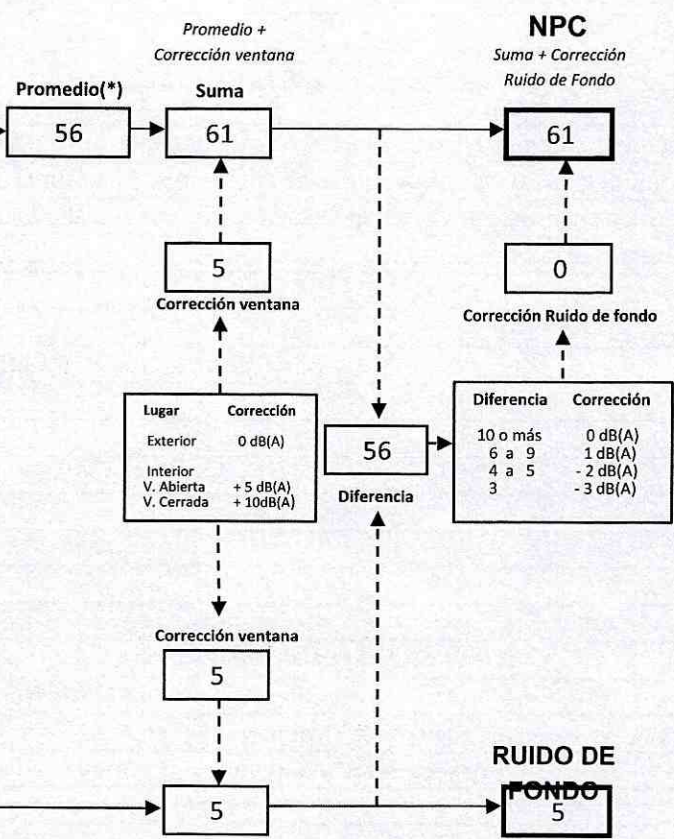 Promedio +
Corrección ventana
NPC
Suma + Corrección
Ruido de Fondo
Promedio(*)
Suma
56
61
61
5
0
Corrección ventana
Corrección Ruido de fondo
Lugar Corrección
Exterior 0 dB(A)
Interior
V. Abierta + 5 dB(A)
V. Cerrada + 10dB(A)
56
Diferencia
Diferencia Corrección
10 o más 0 dB(A)
6 a 9 1 dB(A)
4 a 5 - 2 dB(A)
3 - 3 dB(A)
Corrección ventana
5
RUIDO DE
FONDO
5
5